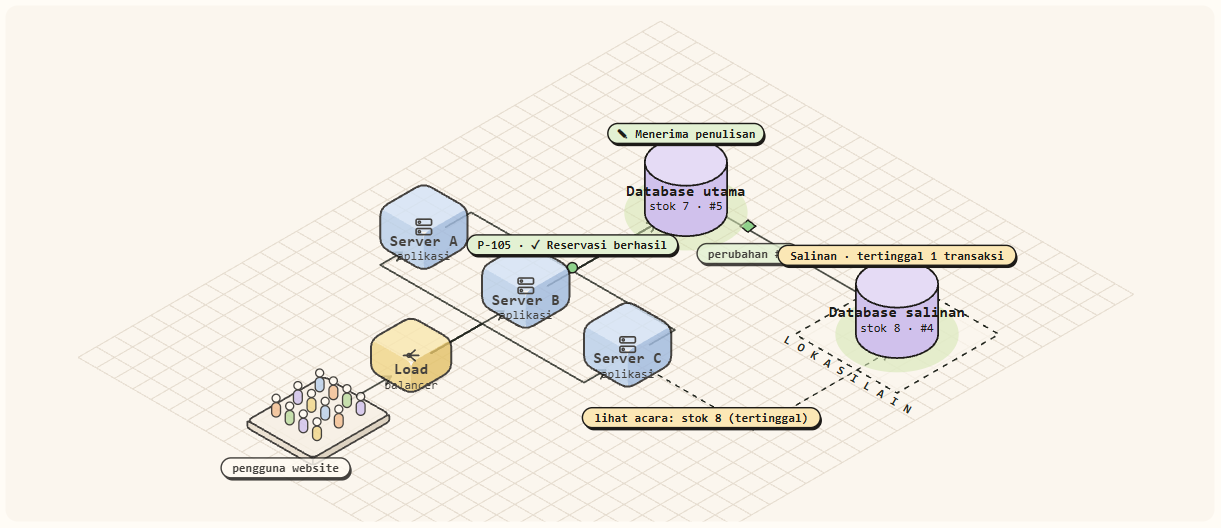 ✎ Menerima penulisan
Database utama
stok 7 · #5
Server A
aplikasi
P-105 · ✓ Reservasi berhasil
perubahan
Salinan · tertinggal 1 transaksi
Server B
aplikasi
Database salinan
stok 8 · #4
LOKASI LAIN
Server C
aplikasi
Load
balancer
lihat acara: stok 8 (tertinggal)
pengguna website